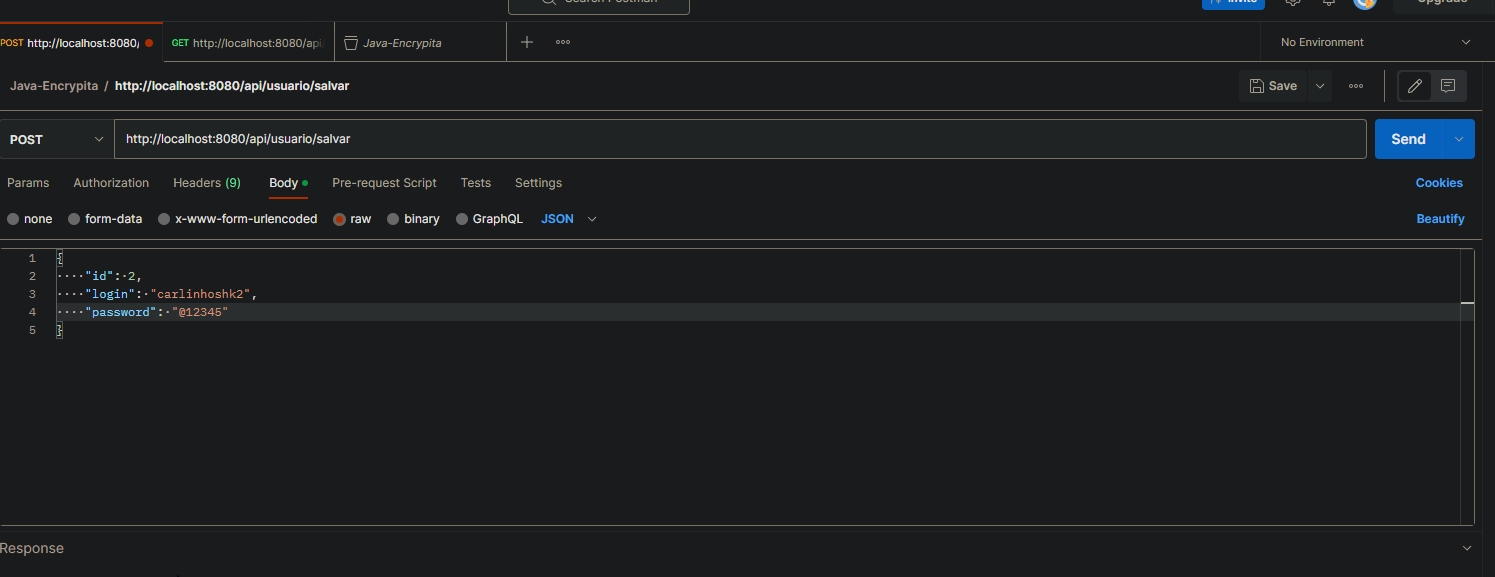 Search Postman
Invite
Upgrade
POST http://localhost:8080/
GET http://localhost:8080/api
Java-Encrypita
No Environment
Java-Encrypita / http://localhost:8080/api/usuario/salvar
Save
POST
http://localhost:8080/api/usuario/salvar
Send
Params Authorization Headers (9) Body Pre-request Script Tests Settings Cookies
none form-data x-www-form-urlencoded raw binary GraphQL JSON Beautify
1 {
2 ····"id":·2,
3 ····"login":·"carlinhoshk2",
4 ····"password":·"@12345"
5 }
Response